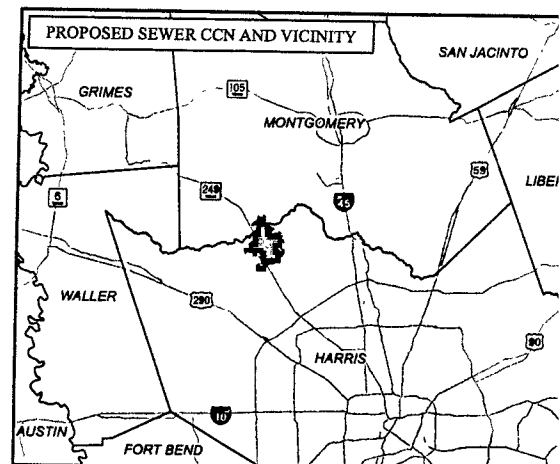 PROPOSED SEWER CCN AND VICINITY
SAN JACINTO
GRIMES
105
MONTGOMERY
59
LIBER
249
6
45
WALLER
290
90
HARRIS
10
AUSTIN
FORT BEND